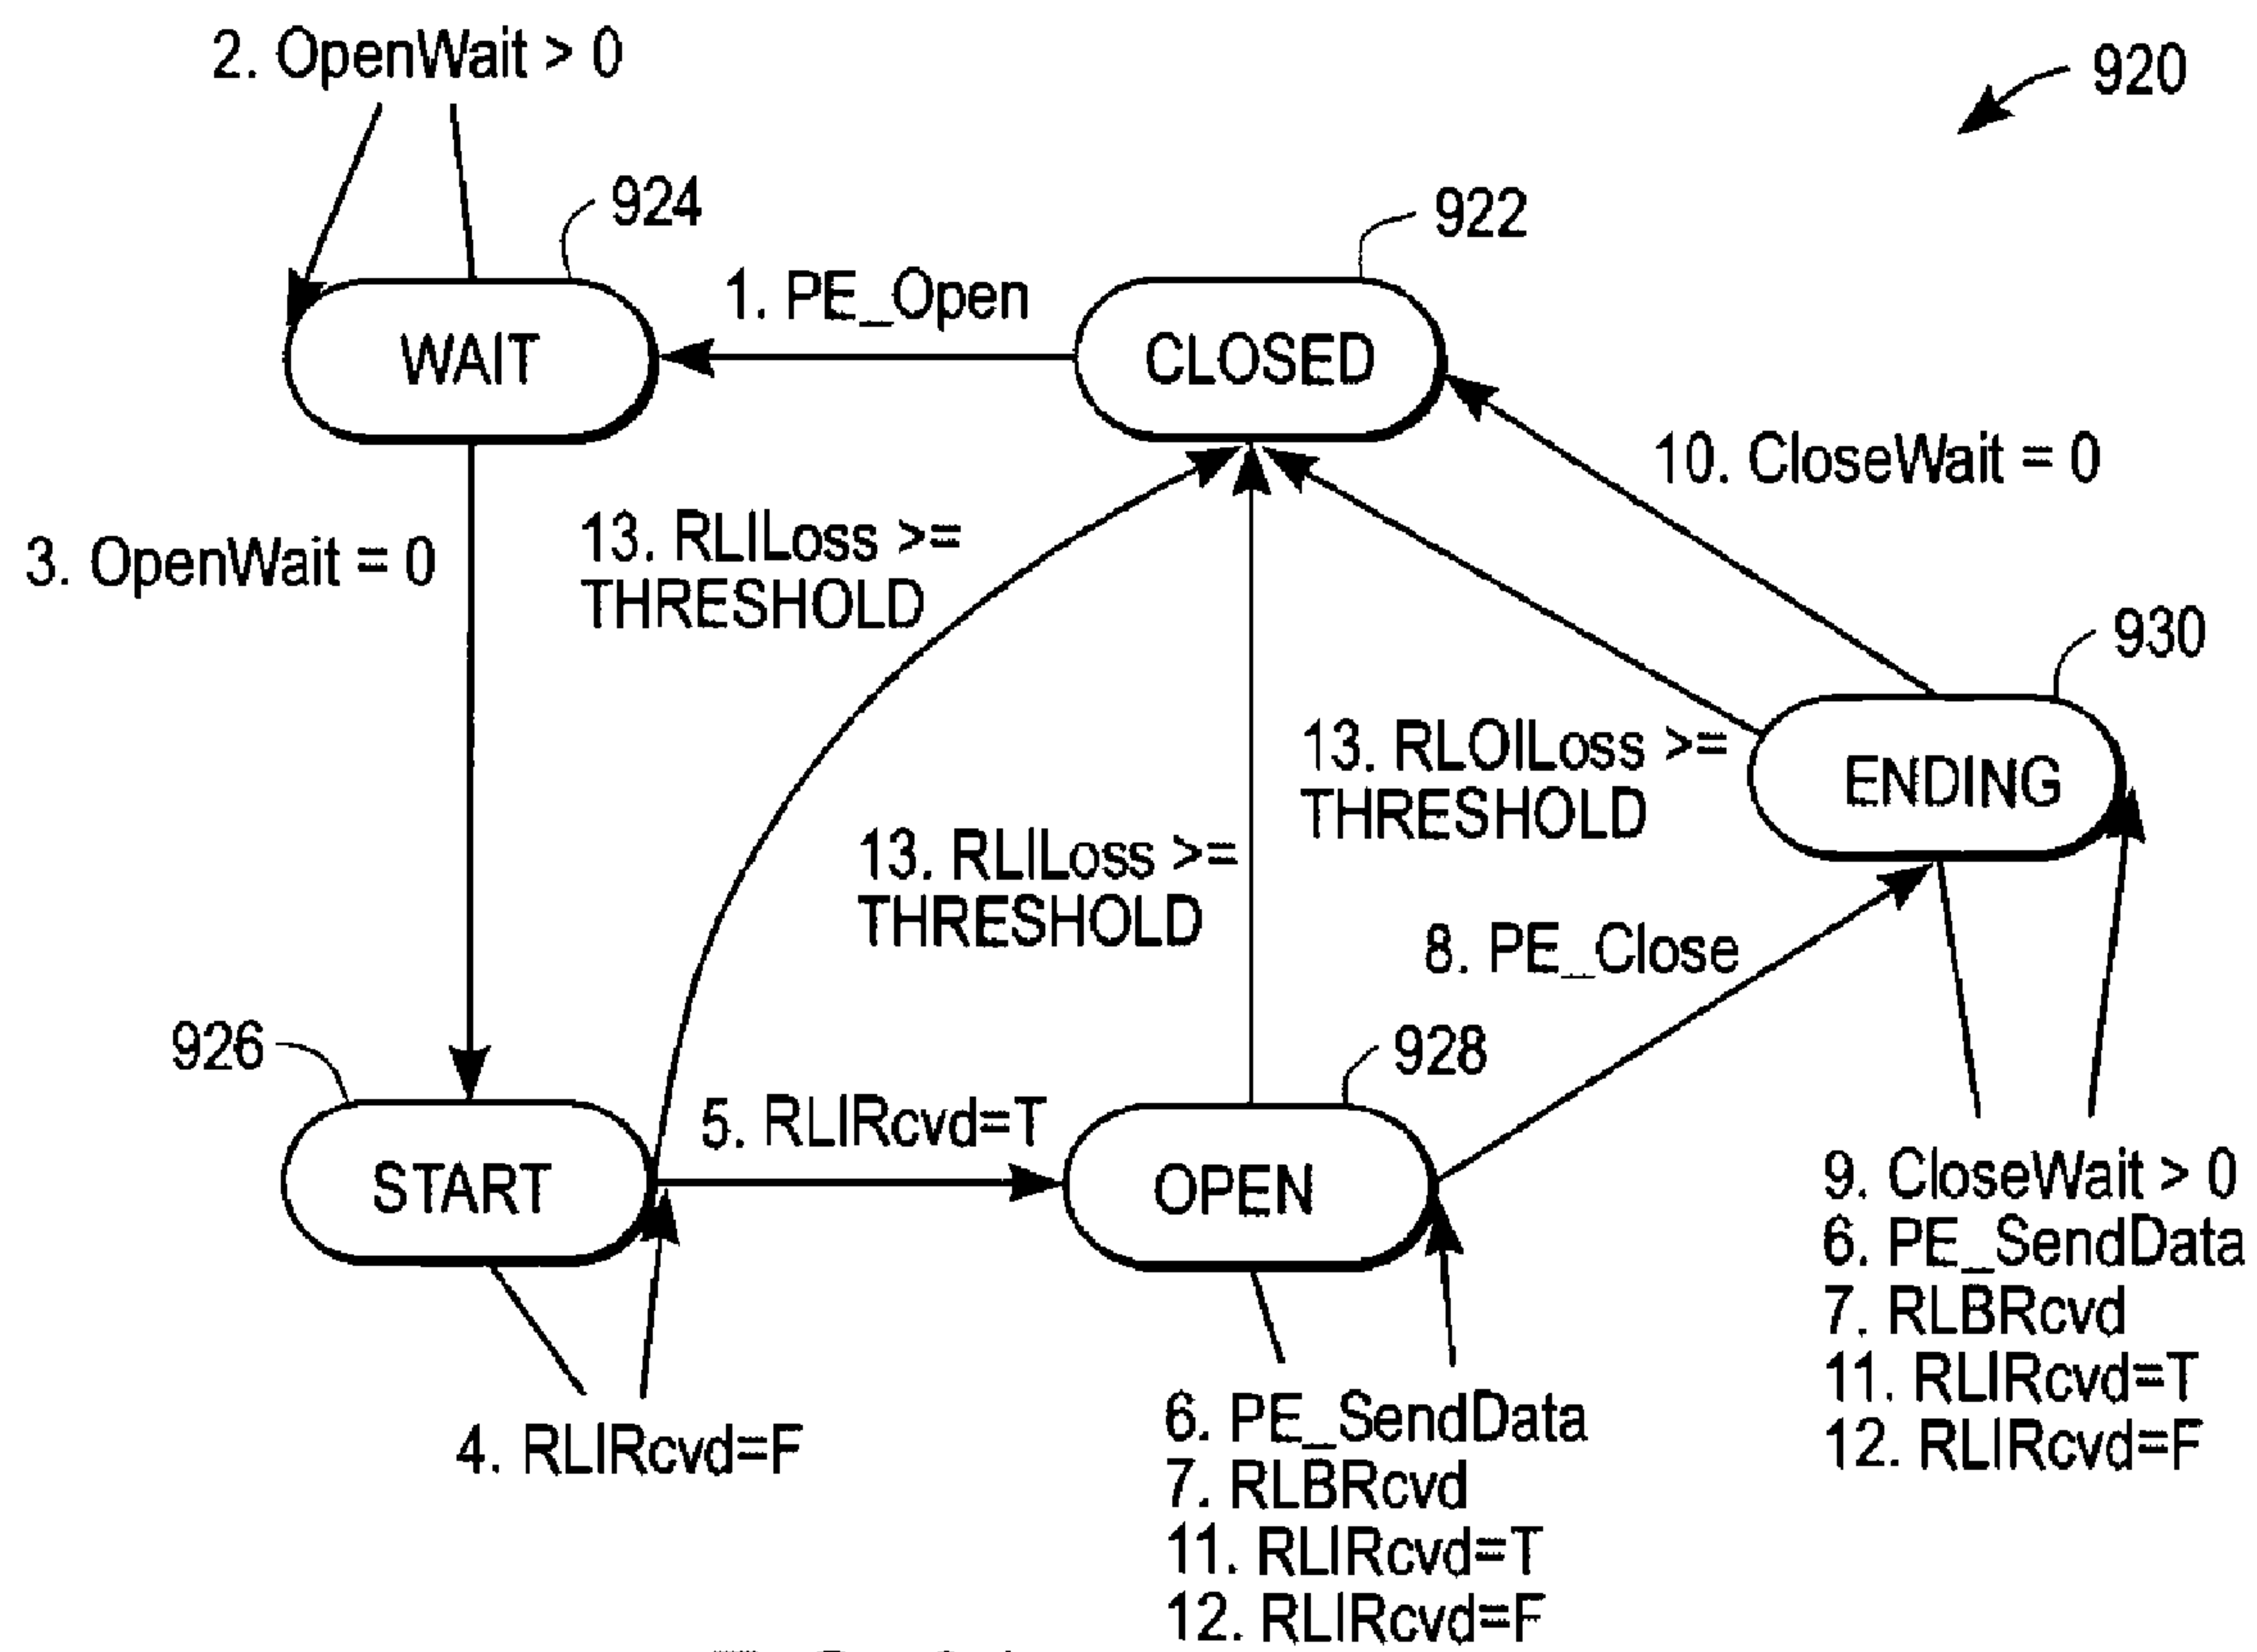 2. OpenWait > 0
920
924
922
1. PE_Open
WAIT
CLOSED
10. CloseWait = 0
3. OpenWait = 0
13. RLILoss >=
THRESHOLD
930
13. RLOILoss >=
THRESHOLD
ENDING
13. RLILoss >=
THRESHOLD
8. PE_Close
926
928
5. RLIRcvd=T
START
OPEN
9. CloseWait > 0
6. PE_SendData
7. RLBRcvd
11. RLIRcvd=T
12. RLIRcvd=F
4. RLIRcvd=F
6. PE_SendData
7. RLBRcvd
11. RLIRcvd=T
12. RLIRcvd=F